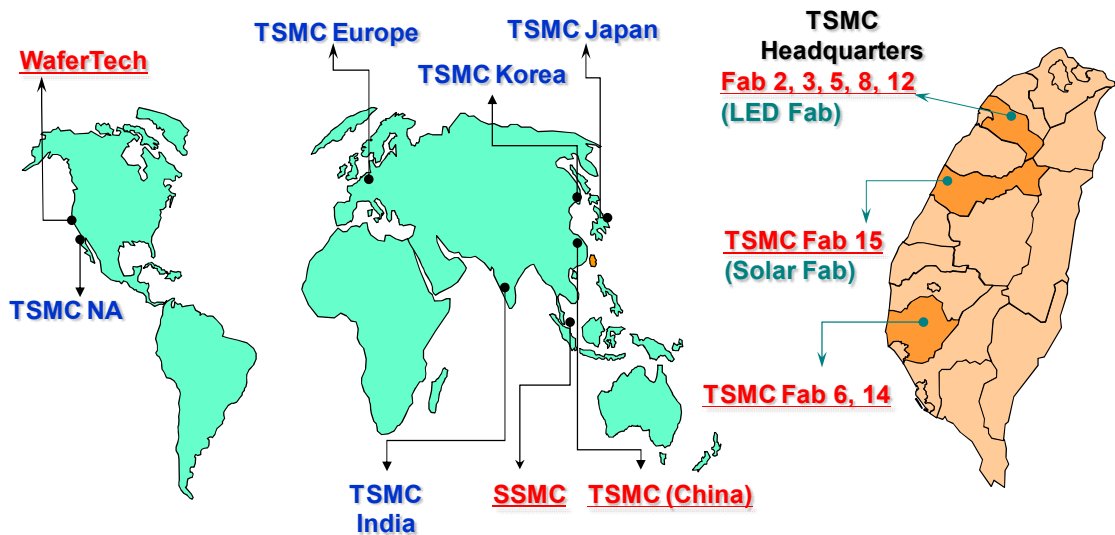 WaferTech
TSMC NA
TSMC Europe
TSMC Korea
TSMC Japan
TSMC
India
SSMC
TSMC (China)
TSMC
Headquarters
Fab 2, 3, 5, 8, 12
(LED Fab)
TSMC Fab 15
(Solar Fab)
TSMC Fab 6, 14